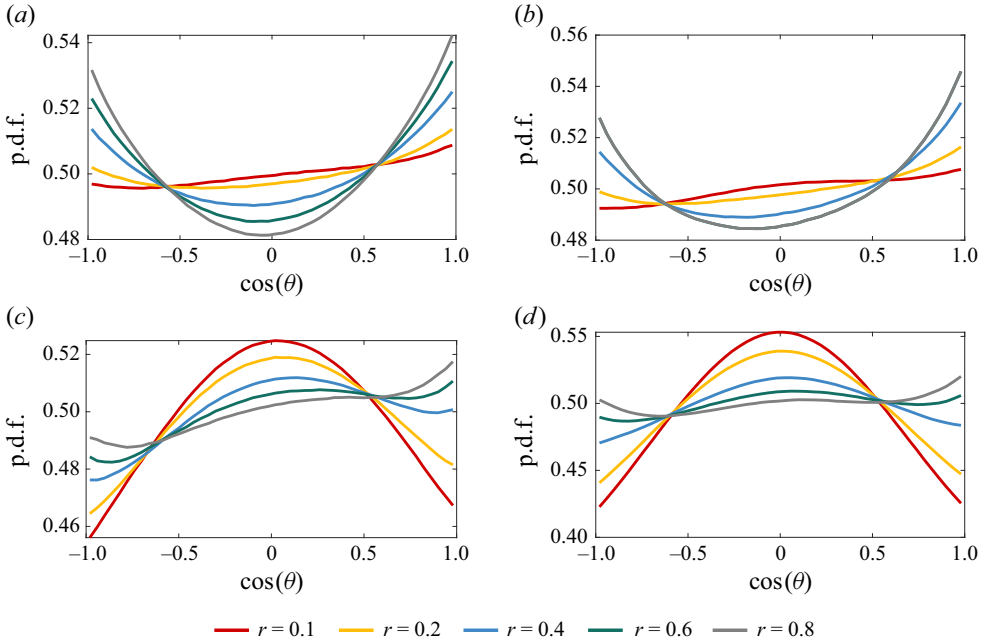 (a) (b)
0.54 0.56
0.52 0.54
0.50 0.52
0.48 0.50
0.48
p.d.f. p.d.f.
–1.0 –0.5 0 0.5 1.0 –1.0 –0.5 0 0.5 1.0
cos(θ) cos(θ)
(c) (d)
0.52 0.55
0.50 0.50
0.48 0.45
0.46 0.40
p.d.f. p.d.f.
–1.0 –0.5 0 0.5 1.0 –1.0 –0.5 0 0.5 1.0
cos(θ) cos(θ)
r = 0.1 r = 0.2 r = 0.4 r = 0.6 r = 0.8